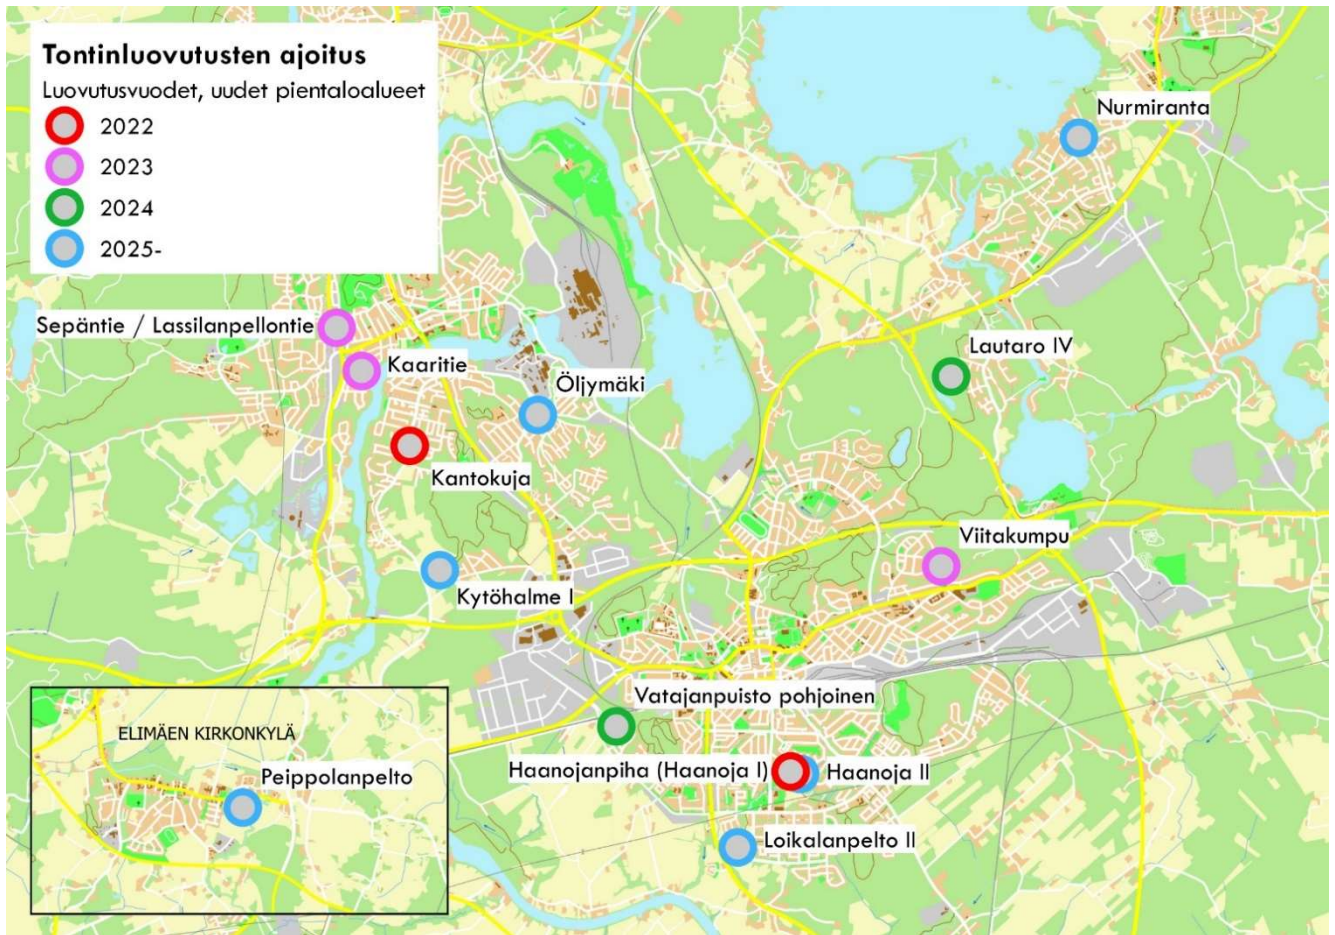 Tontinluovutusten ajoitus
Luovutusvuodet, uudet pientaloalueet
2022
2023
2024
2025-
Nurmiranta
Sepäntie / Lassilanpellontie
Kaaritie
Öljymäki
Lautaro IV
Kantokuja
Viitakumpu
Kytöhalme I
Vatajanpuisto pohjoinen
ELIMÄEN KIRKONKYLÄ
Peippolanpelto
Haanojanpiha (Haanoja I)
Haanoja II
Loikalanpelto II